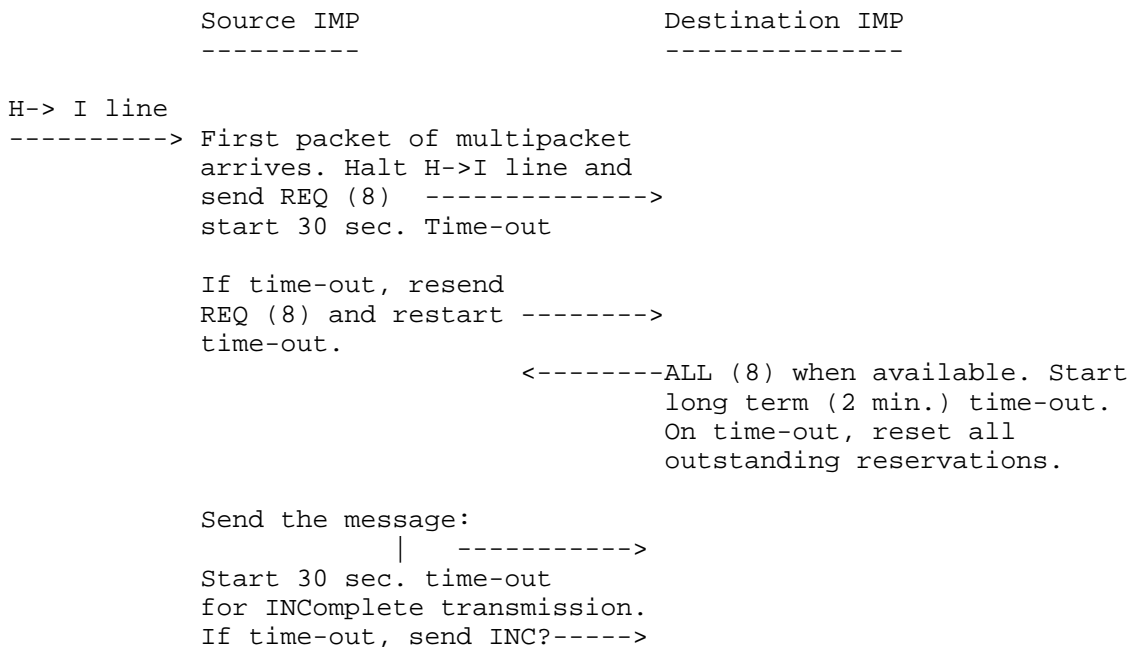 Source IMP                    Destination IMP
----------                    ---------------
H-> I line
----------> First packet of multipacket
arrives. Halt H->I line and
send REQ (8)  -------------->
start 30 sec. Time-out
If time-out, resend
REQ (8) and restart -------->
time-out.
<--------ALL (8) when available. Start
long term (2 min.) time-out.
On time-out, reset all
outstanding reservations.
Send the message:
|   ----------->
Start 30 sec. time-out
for INComplete transmission.
If time-out, send INC?----->